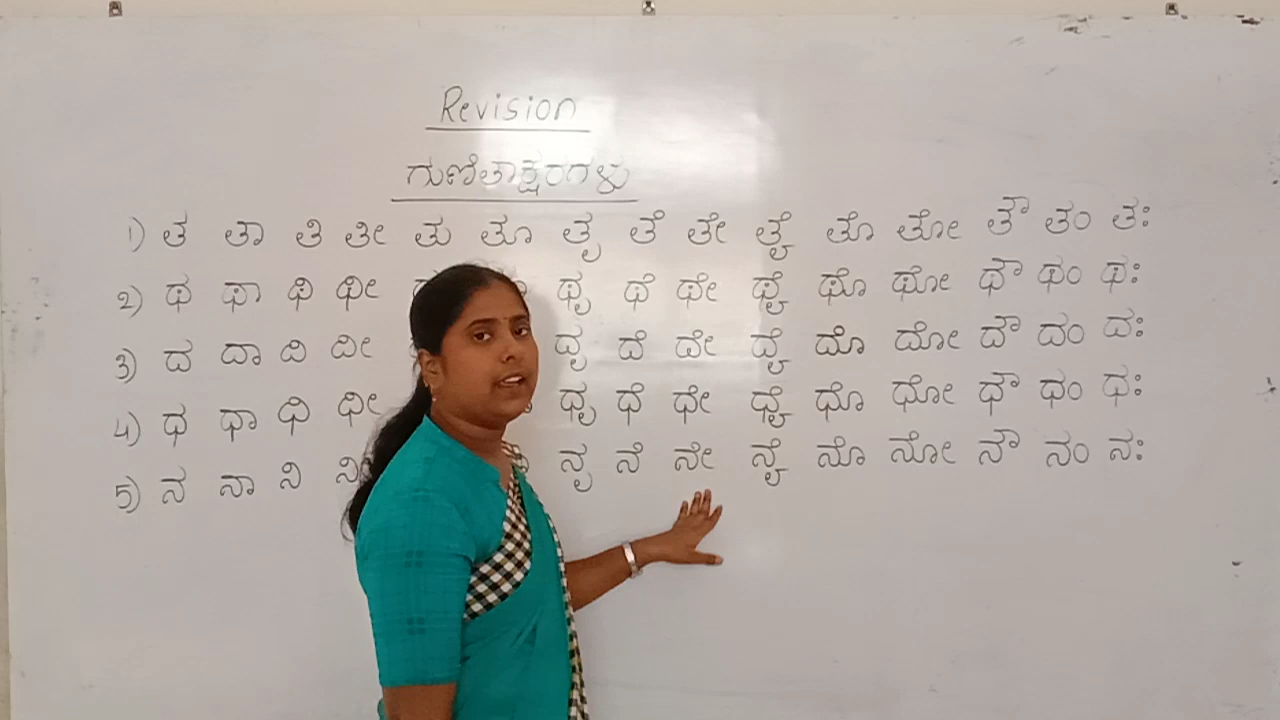 Revision
ಗುಣಿತಾಕ್ಷರಗಳು
1) ತ ತಾ ತಿ ತೀ ತು ತೂ ತೃ ತೆ ತೇ ತೈ ತೊ ತೋ ತೌ ತಂ ತಃ
2) ಥ ಥಾ ಥಿ ಥೀ ಥೃ ಥೆ ಥೇ ಥೈ ಥೊ ಥೋ ಥೌ ಥಂ ಥಃ
3) ದ ದಾ ದಿ ದೀ ದೃ ದೆ ದೇ ದೈ ದೊ ದೋ ದೌ ದಂ ದಃ
4) ಧ ಧಾ ಧಿ ಧೀ ಧೃ ಧೆ ಧೇ ಧೈ ಧೊ ಧೋ ಧೌ ಧಂ ಧಃ
5) ನ ನಾ ನಿ ನೃ ನೆ ನೇ ನೈ ನೊ ನೋ ನೌ ನಂ ನಃ